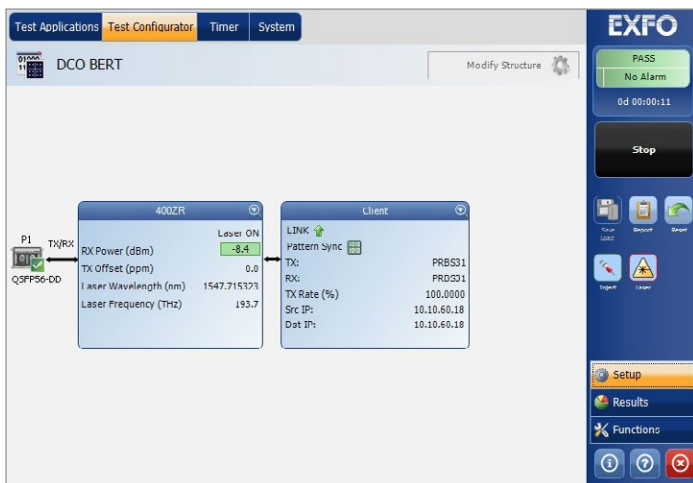 Test Applications Test Configurator Timer System
EXFO
DCO BERT
Modify Structure
PASS
No Alarm
0d 00:00:11
Stop
Save
Load
Report
Reset
Inject
Laser
P1
TX/RX
QSFP56-DD
400ZR
Laser ON
RX Power (dBm) -8.4
TX Offset (ppm) 0.0
Laser Wavelength (nm) 1547.715323
Laser Frequency (THz) 193.7
Client
LINK
Pattern Sync
TX: PRBS31
RX: PRBS31
TX Rate (%) 100.0000
Src IP: 10.10.60.18
Dst IP: 10.10.60.18
Setup
Results
Functions